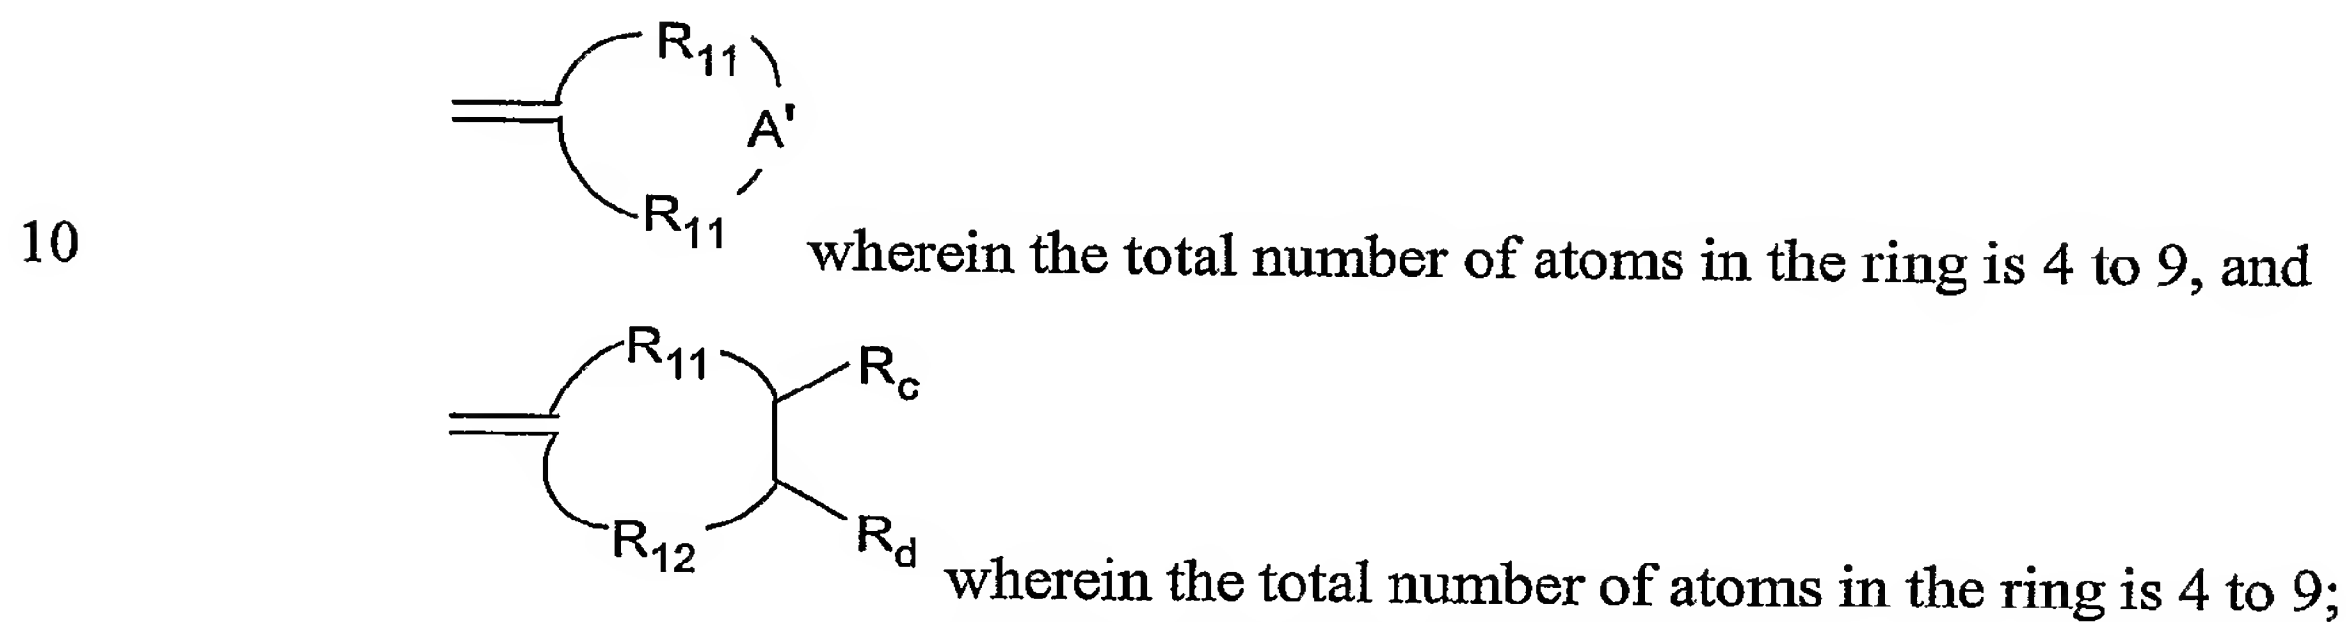 R11
A'
R11
10 wherein the total number of atoms in the ring is 4 to 9, and
R11 Rc
R12 Rd
wherein the total number of atoms in the ring is 4 to 9;